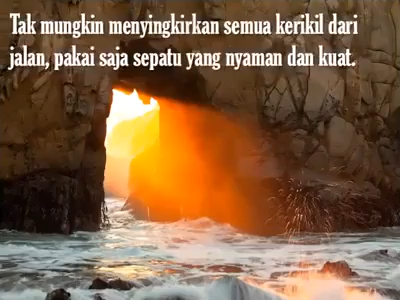 Tak mungkin menyingkirkan semua kerikil dari
jalan, pakai saja sepatu yang nyaman dan kuat.